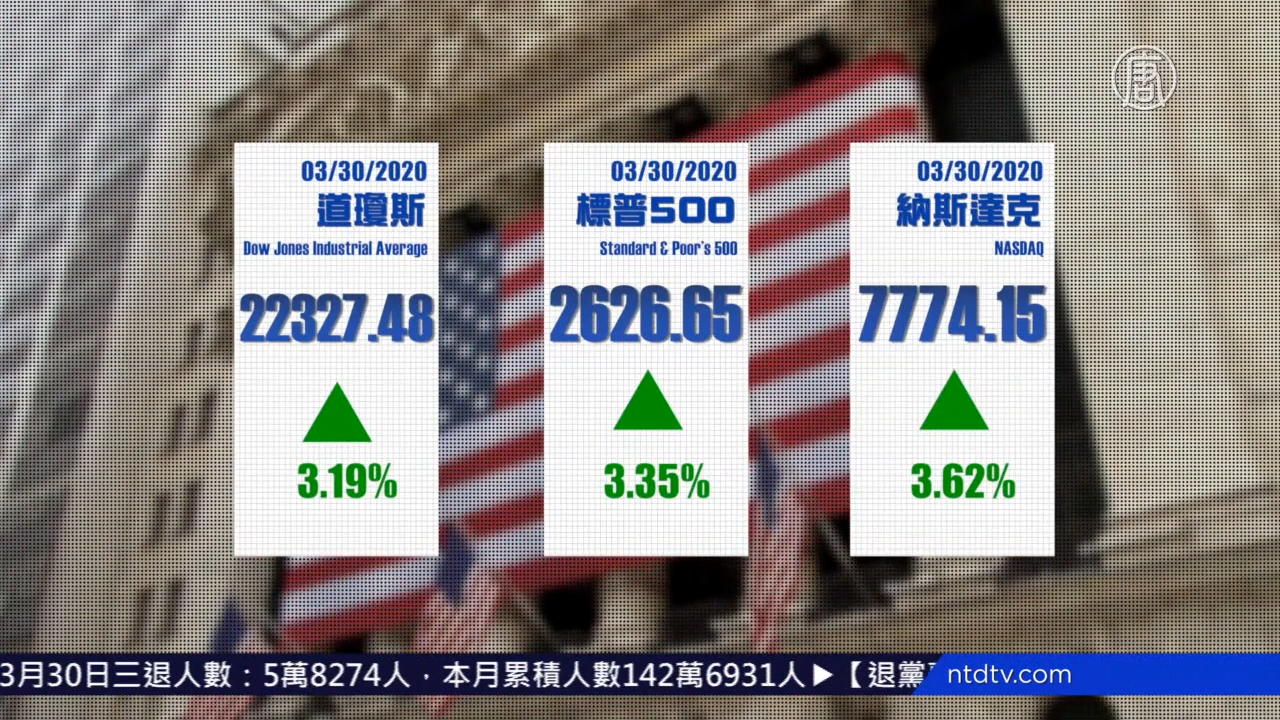 唐
03/30/2020
道瓊斯
Dow Jones Industrial Average
22327.48
3.19%
03/30/2020
標普500
Standard & Poor's 500
2626.65
3.35%
03/30/2020
納斯達克
NASDAQ
7774.15
3.62%
3月30日三退人數：5萬8274人，本月累積人數142萬6931人▶【退黨
ntdtv.com